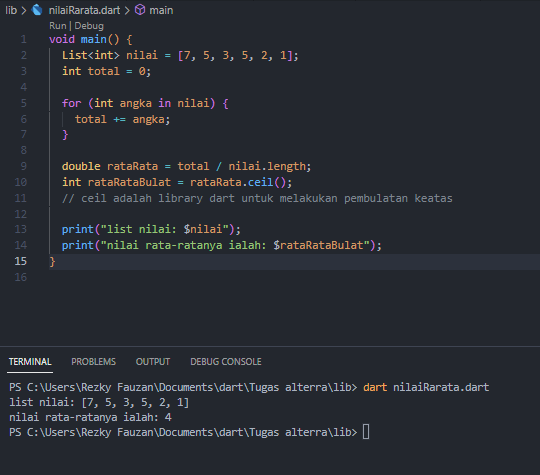 lib > nilaiRarata.dart > main
Run | Debug
1 void main() {
2 List<int> nilai = [7, 5, 3, 5, 2, 1];
3 int total = 0;
4
5 for (int angka in nilai) {
6 total += angka;
7 }
8
9 double rataRata = total / nilai.length;
10 int rataRataBulat = rataRata.ceil();
11 // ceil adalah library dart untuk melakukan pembulatan keatas
12
13 print("list nilai: $nilai");
14 print("nilai rata-ratanya ialah: $rataRataBulat");
15 }
16
TERMINAL PROBLEMS OUTPUT DEBUG CONSOLE
PS C:\Users\Rezky Fauzan\Documents\dart\Tugas alterra\lib> dart nilaiRarata.dart
list nilai: [7, 5, 3, 5, 2, 1]
nilai rata-ratanya ialah: 4
PS C:\Users\Rezky Fauzan\Documents\dart\Tugas alterra\lib>